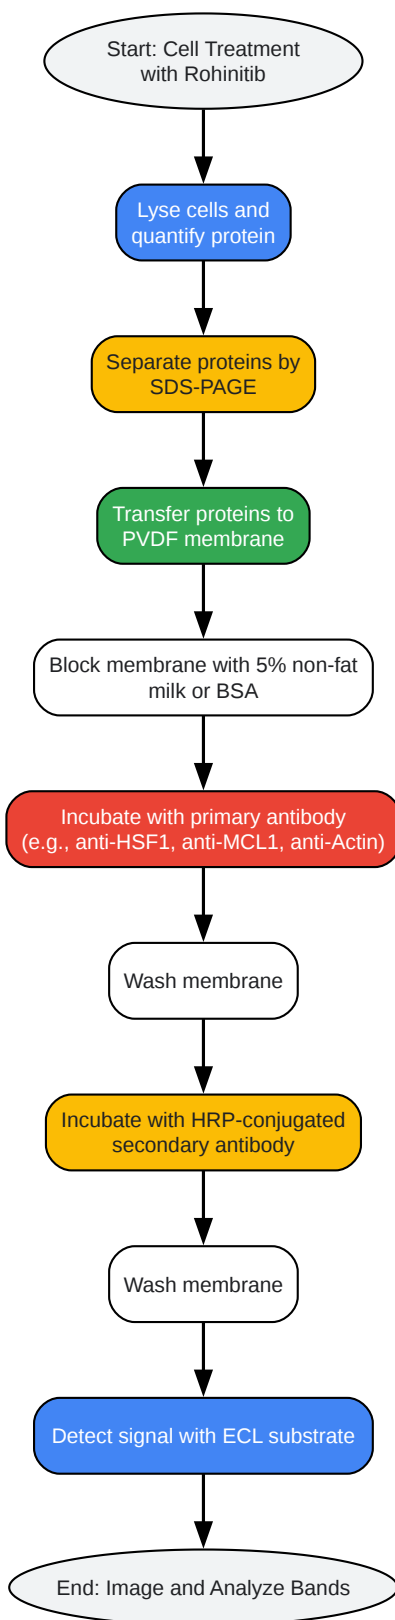 Start: Cell Treatment
with Rohinitib
Lyse cells and
quantify protein
Separate proteins by
SDS-PAGE
Transfer proteins to
PVDF membrane
Block membrane with 5% non-fat
milk or BSA
Incubate with primary antibody
(e.g., anti-HSF1, anti-MCL1, anti-Actin)
Wash membrane
Incubate with HRP-conjugated
secondary antibody
Wash membrane
Detect signal with ECL substrate
End: Image and Analyze Bands